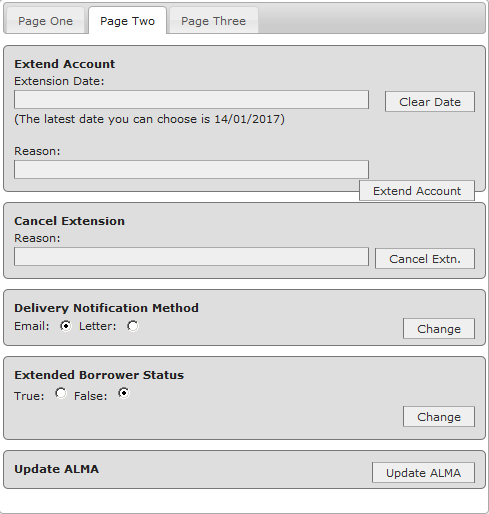 Page One Page Two Page Three
Extend Account
Extension Date:
Clear Date
(The latest date you can choose is 14/01/2017)
Reason:
Extend Account
Cancel Extension
Reason:
Cancel Extn.
Delivery Notification Method
Email: Letter:
Change
Extended Borrower Status
True: False:
Change
Update ALMA Update ALMA